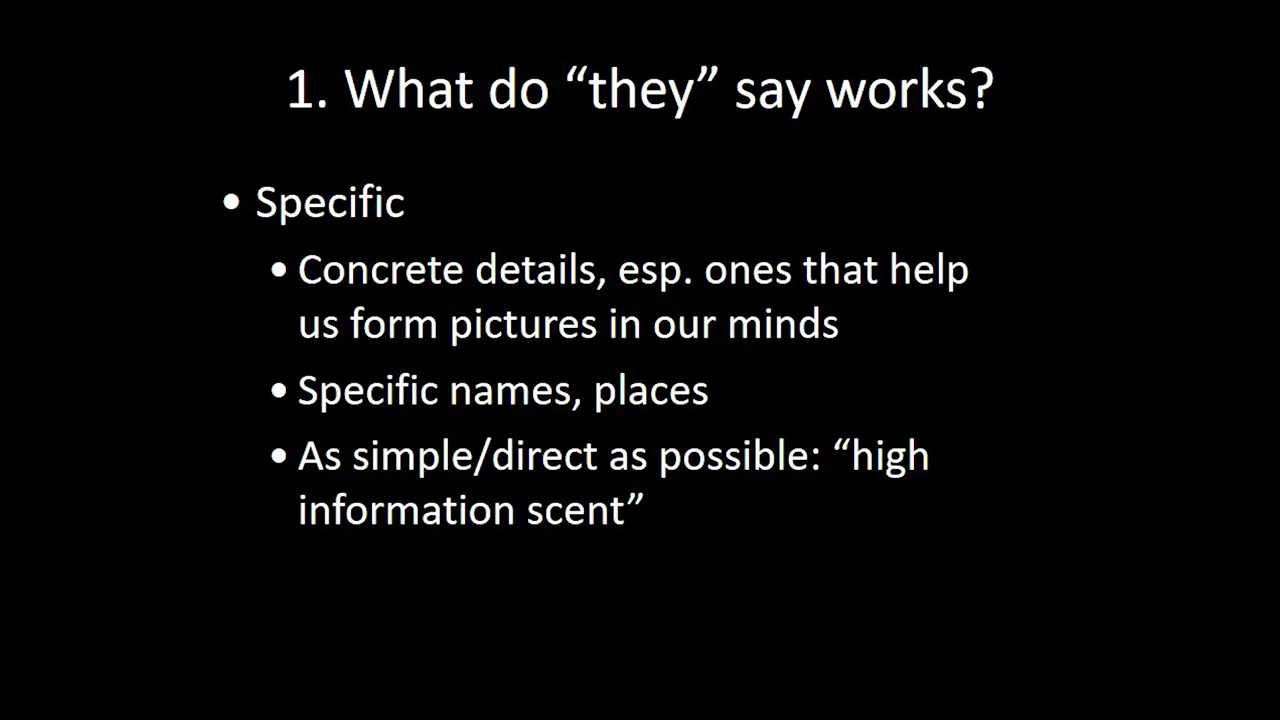 1. What do “they” say works?
• Specific
• Concrete details, esp. ones that help
us form pictures in our minds
• Specific names, places
• As simple/direct as possible: “high
information scent”